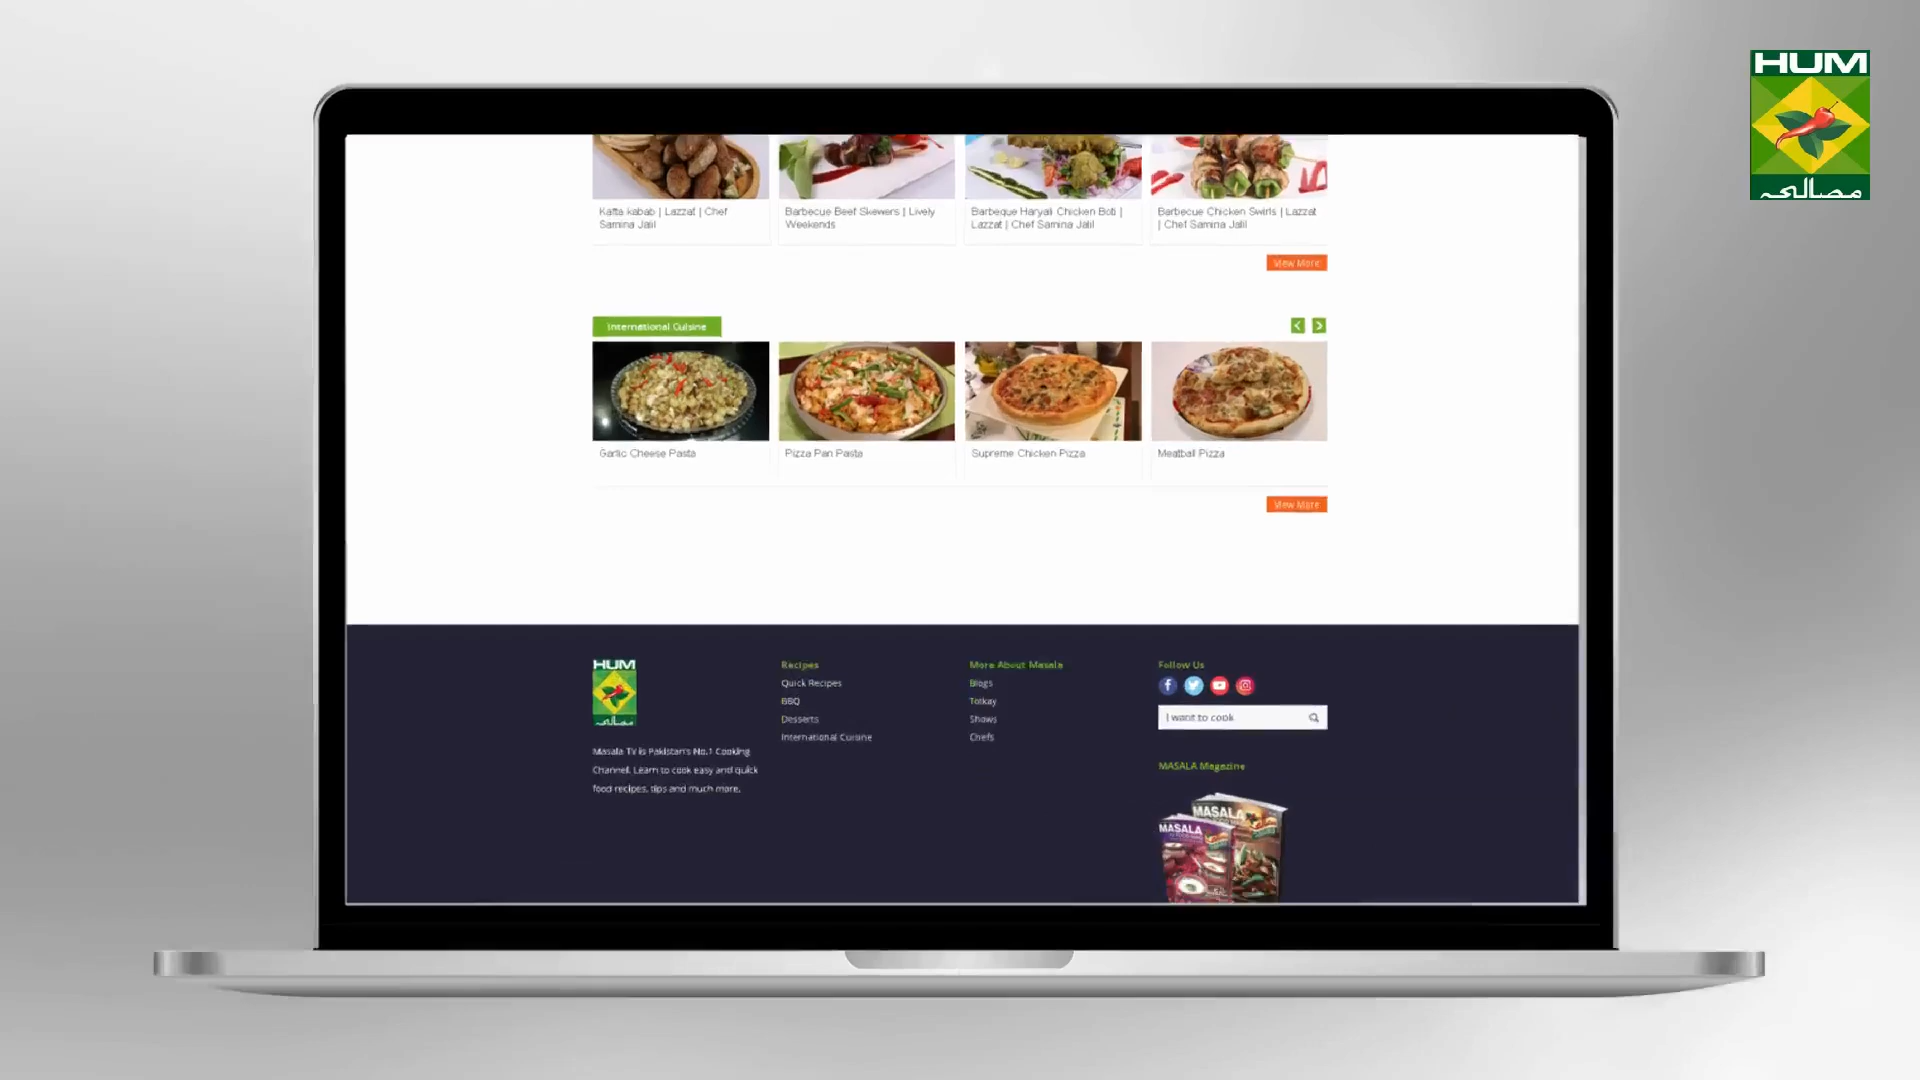 HUM
مصالحہ
Kafta kabab | Lazzat | Chef
Samina Jalil
Barbecue Beef Skewers | Lively
Weekends
Barbeque Haryali Chicken Boti |
Lazzat | Chef Samina Jalil
Barbecue Chicken Swirls | Lazzat
| Chef Samina Jalil
View More
International Cuisine
Garlic Cheese Pasta
Pizza Pan Pasta
Supreme Chicken Pizza
Meatball Pizza
View More
HUM
مصالحہ
Masala TV is Pakistan's No.1 Cooking
Channel. Learn to cook easy and quick
food recipes, tips and much more.
Recipes
Quick Recipes
BBQ
Desserts
International Cuisine
More About Masala
Blogs
Totkay
Shows
Chefs
Follow Us
I want to cook
MASALA Magazine
MASALA
MASALA